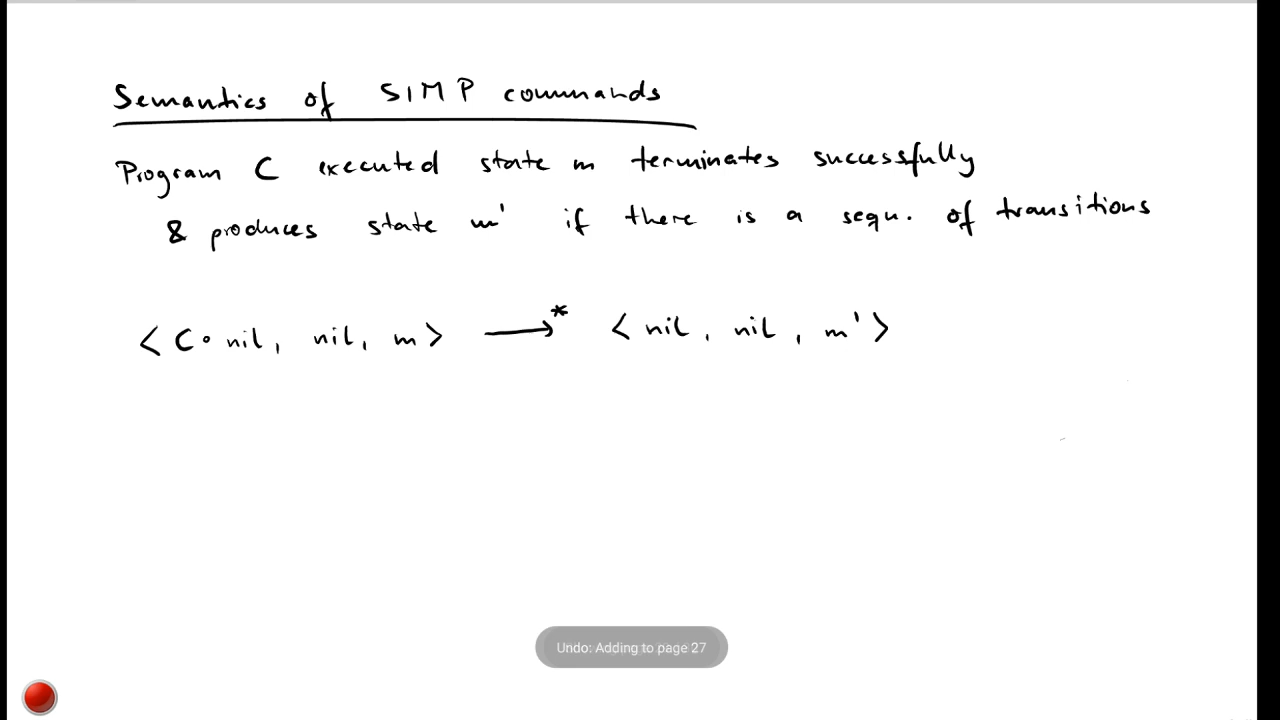 Semantics of SIMP commands
Program C executed state m terminates successfully
& produces state m' if there is a sequ. of transitions
< C ∘ nil, nil, m > ⟶* < nil, nil, m' >
Undo: Adding to page 27